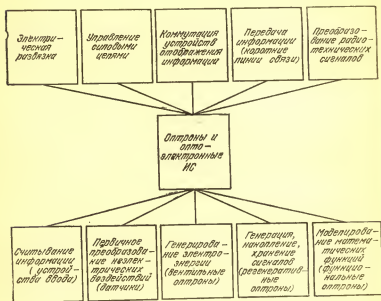 Электри-
ческая
развязка
Управление
силовыми
цепями
Коммутация
устройств
отображения
информации
Передача
информации
(короткие
линии связи)
Преобразо-
вание радио-
технических
сигналов
Оптроны и
опто-
электронные
ИС
Считывание
информации
(устрой-
ства ввода)
Первичное
преобразов-
ание неэлек-
трических
воздействий
(датчики)
Генерирова-
ние электро-
энергии
(вентильные
оптроны)
Генерация,
накопление,
хранение
сигналов
(регенератив-
ные
оптроны)
Моделирова-
ние матема-
тических
функций
(функцио-
нальные
оптроны)